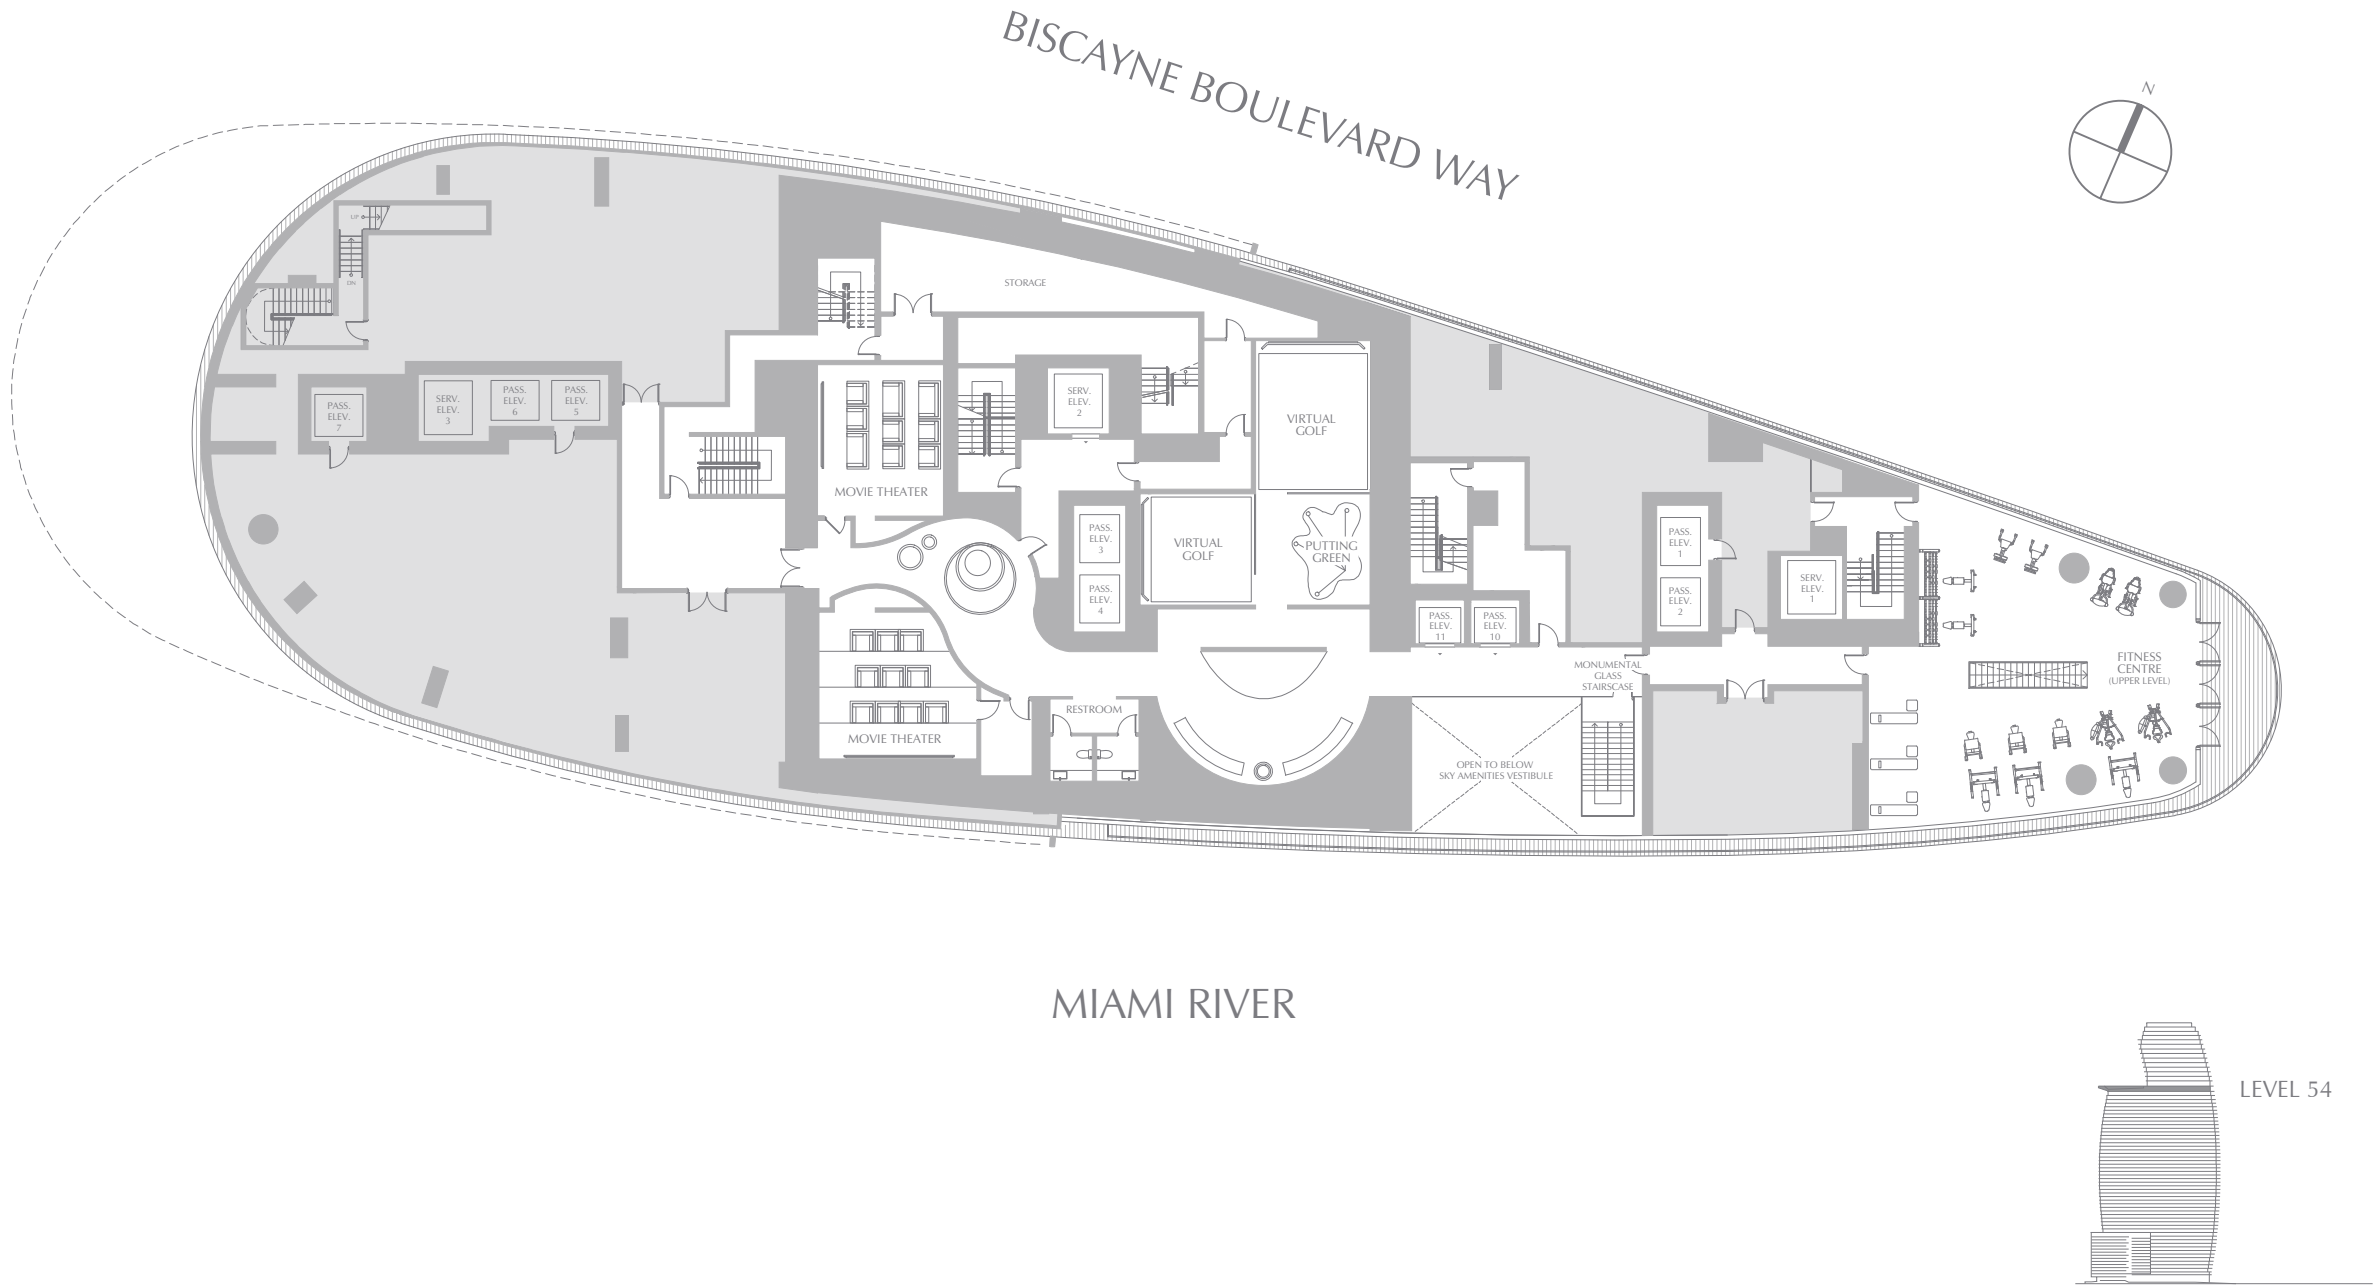 BISCAYNE BOULEVARD WAY
N
UP
DN
STORAGE
PASS.
ELEV.
7
SERV.
ELEV.
3
PASS.
ELEV.
6
PASS.
ELEV.
5
MOVIE THEATER
SERV.
ELEV.
2
VIRTUAL
GOLF
PASS.
ELEV.
3
PASS.
ELEV.
4
VIRTUAL
GOLF
PUTTING
GREEN
PASS.
ELEV.
1
PASS.
ELEV.
2
SERV.
ELEV.
1
PASS.
ELEV.
11
PASS.
ELEV.
10
MONUMENTAL
GLASS
STAIRSCASE
FITNESS
CENTRE
(UPPER LEVEL)
RESTROOM
MOVIE THEATER
OPEN TO BELOW
SKY AMENITIES VESTIBULE
MIAMI RIVER
LEVEL 54